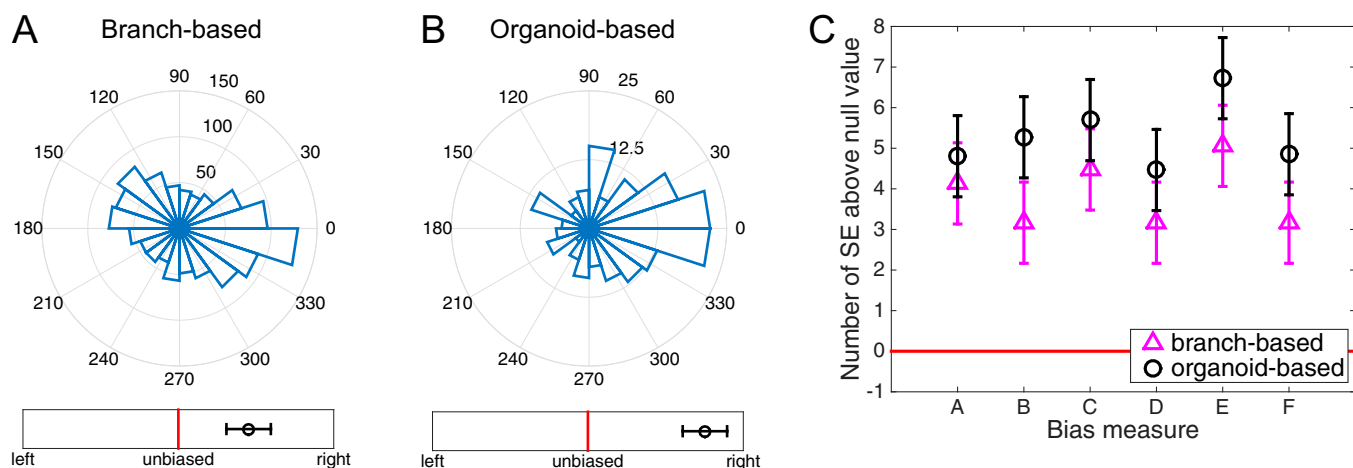 A
Branch-based
90
150
120
60
100
150
30
50
180
0
210
330
240
300
270
left
unbiased
right
B
Organoid-based
90
25
120
60
12.5
150
30
180
0
210
330
240
300
270
left
unbiased
right
C
Number of SE above null value
8
7
6
5
4
3
2
1
0
-1
branch-based
organoid-based
A B C D E F
Bias measure